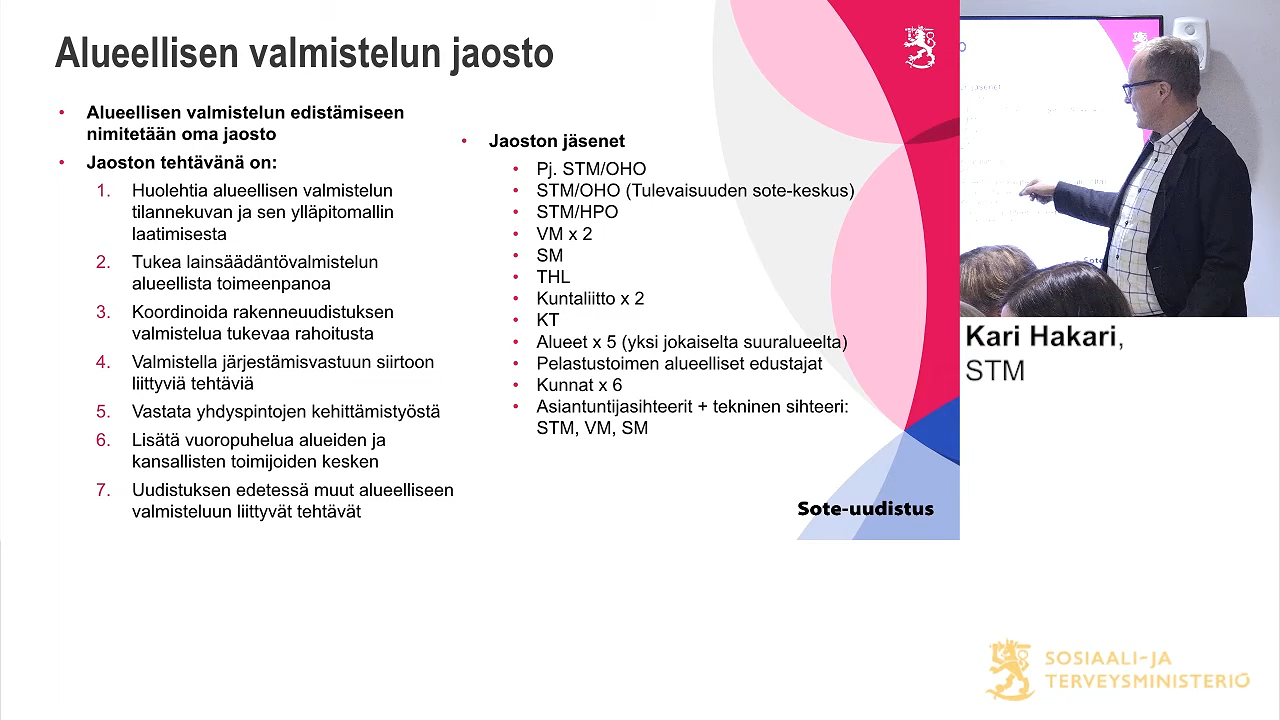 Alueellisen valmistelun jaosto
• Alueellisen valmistelun edistämiseen
nimitetään oma jaosto
• Jaoston tehtävänä on:
1. Huolehtia alueellisen valmistelun
tilannekuvan ja sen ylläpitomallin
laatimisesta
2. Tukea lainsäädäntövalmistelun
alueellista toimeenpanoa
3. Koordinoida rakenneuudistuksen
valmistelua tukevaa rahoitusta
4. Valmistella järjestämisvastuun siirtoon
liittyviä tehtäviä
5. Vastata yhdyspintojen kehittämistyöstä
6. Lisätä vuoropuhelua alueiden ja
kansallisten toimijoiden kesken
7. Uudistuksen edetessä muut alueelliseen
valmisteluun liittyvät tehtävät
• Jaoston jäsenet
• Pj. STM/OHO
• STM/OHO (Tulevaisuuden sote-keskus)
• STM/HPO
• VM x 2
• SM
• THL
• Kuntaliitto x 2
• KT
• Alueet x 5 (yksi jokaiselta suuralueelta)
• Pelastustoimen alueelliset edustajat
• Kunnat x 6
• Asiantuntijasihteerit + tekninen sihteeri:
STM, VM, SM
Sote-uudistus
Kari Hakari,
STM
SOSIAALI- JA
TERVEYSMINISTERIÖ